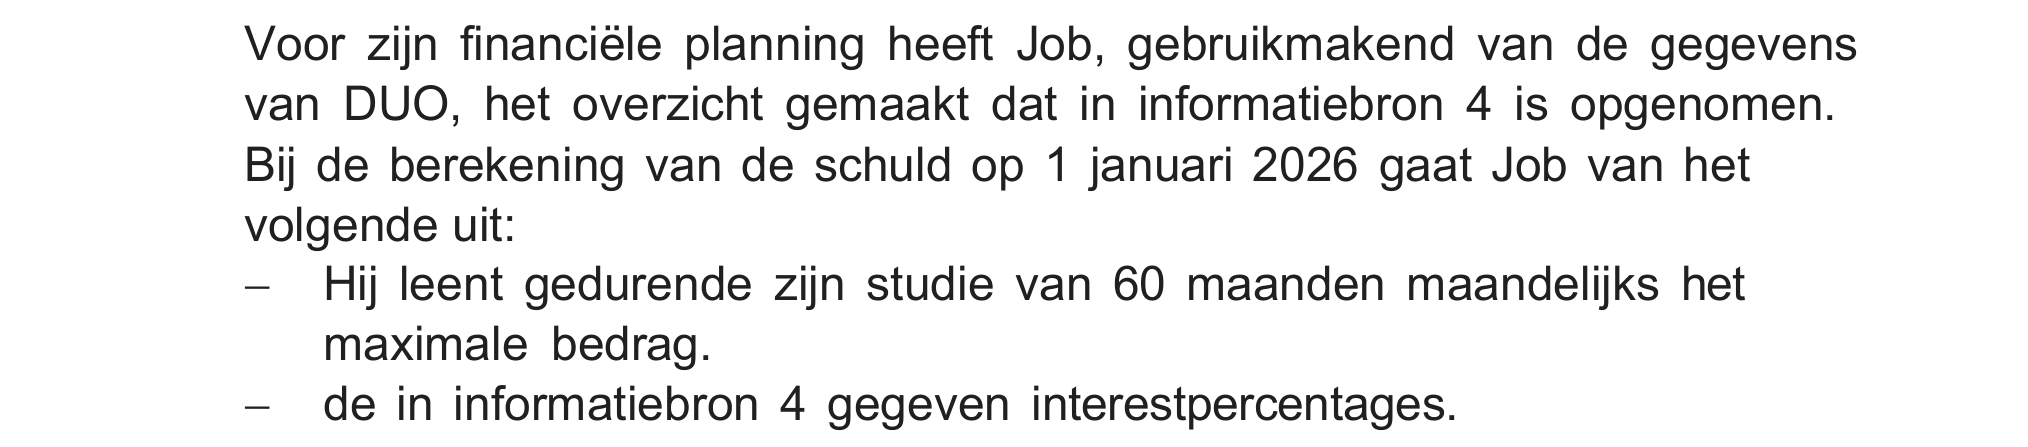 Voor zijn financiële planning heeft Job, gebruikmakend van de gegevens
van DUO, het overzicht gemaakt dat in informatiebron 4 is opgenomen.
Bij de berekening van de schuld op 1 januari 2026 gaat Job van het
volgende uit:
– Hij leent gedurende zijn studie van 60 maanden maandelijks het
maximale bedrag.
– de in informatiebron 4 gegeven interestpercentages.